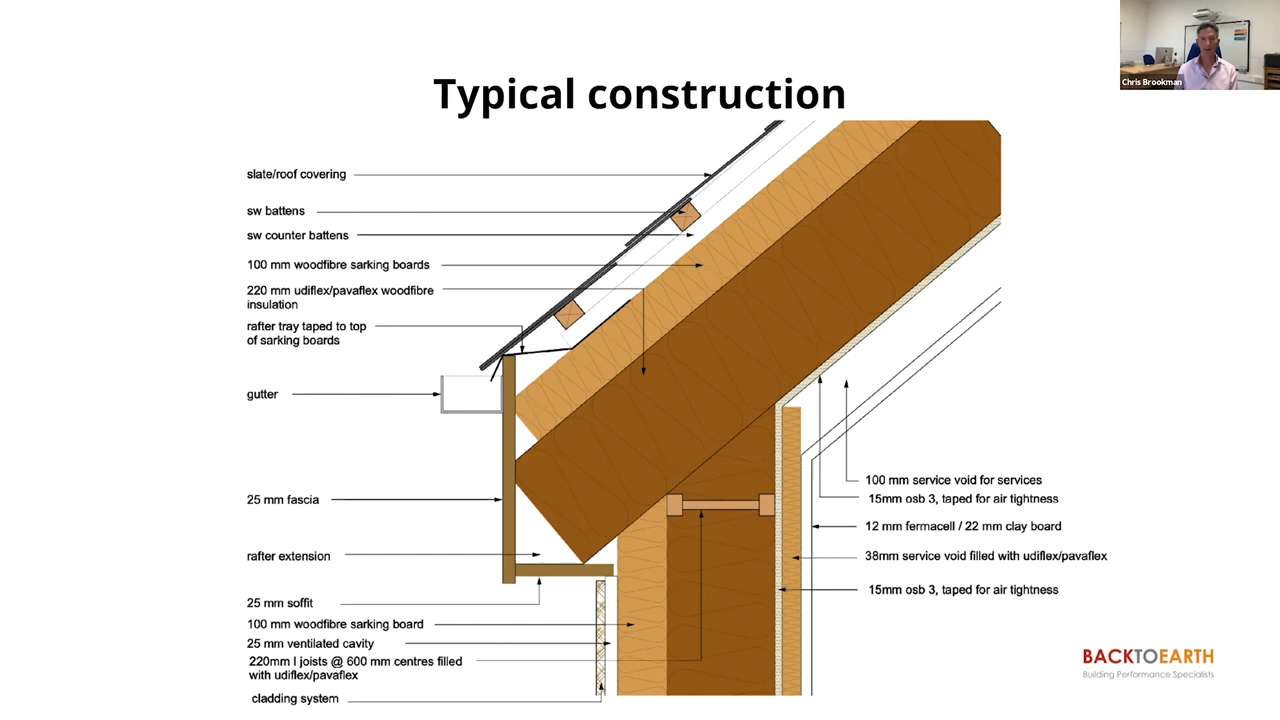 Chris Brookman
Typical construction
slate/roof covering
sw battens
sw counter battens
100 mm woodfibre sarking boards
220 mm udiflex/pavaflex woodfibre
insulation
rafter tray taped to top
of sarking boards
gutter
25 mm fascia
rafter extension
25 mm soffit
100 mm woodfibre sarking board
25 mm ventilated cavity
220mm I joists @ 600 mm centres filled
with udiflex/pavaflex
cladding system
100 mm service void for services
15mm osb 3, taped for air tightness
12 mm fermacell / 22 mm clay board
38mm service void filled with udiflex/pavaflex
15mm osb 3, taped for air tightness
BACKTOEARTH
Building Performance Specialists